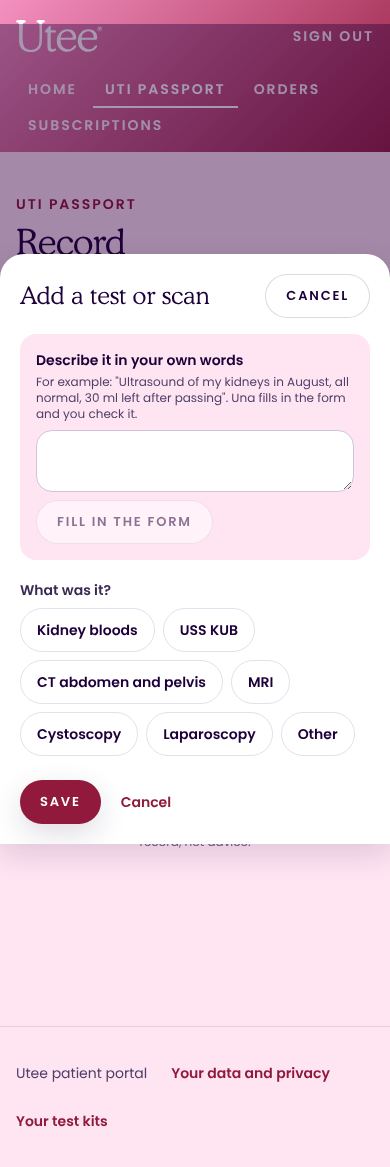 Utee
SIGN OUT
HOME
UTI PASSPORT
ORDERS
SUBSCRIPTIONS
UTI PASSPORT
Record
Add a test or scan
CANCEL
Describe it in your own words
For example: "Ultrasound of my kidneys in August, all
normal, 30 ml left after passing". Una fills in the form
and you check it.
FILL IN THE FORM
What was it?
Kidney bloods
USS KUB
CT abdomen and pelvis
MRI
Cystoscopy
Laparoscopy
Other
SAVE
Cancel
record, not advice.
Utee patient portal
Your data and privacy
Your test kits